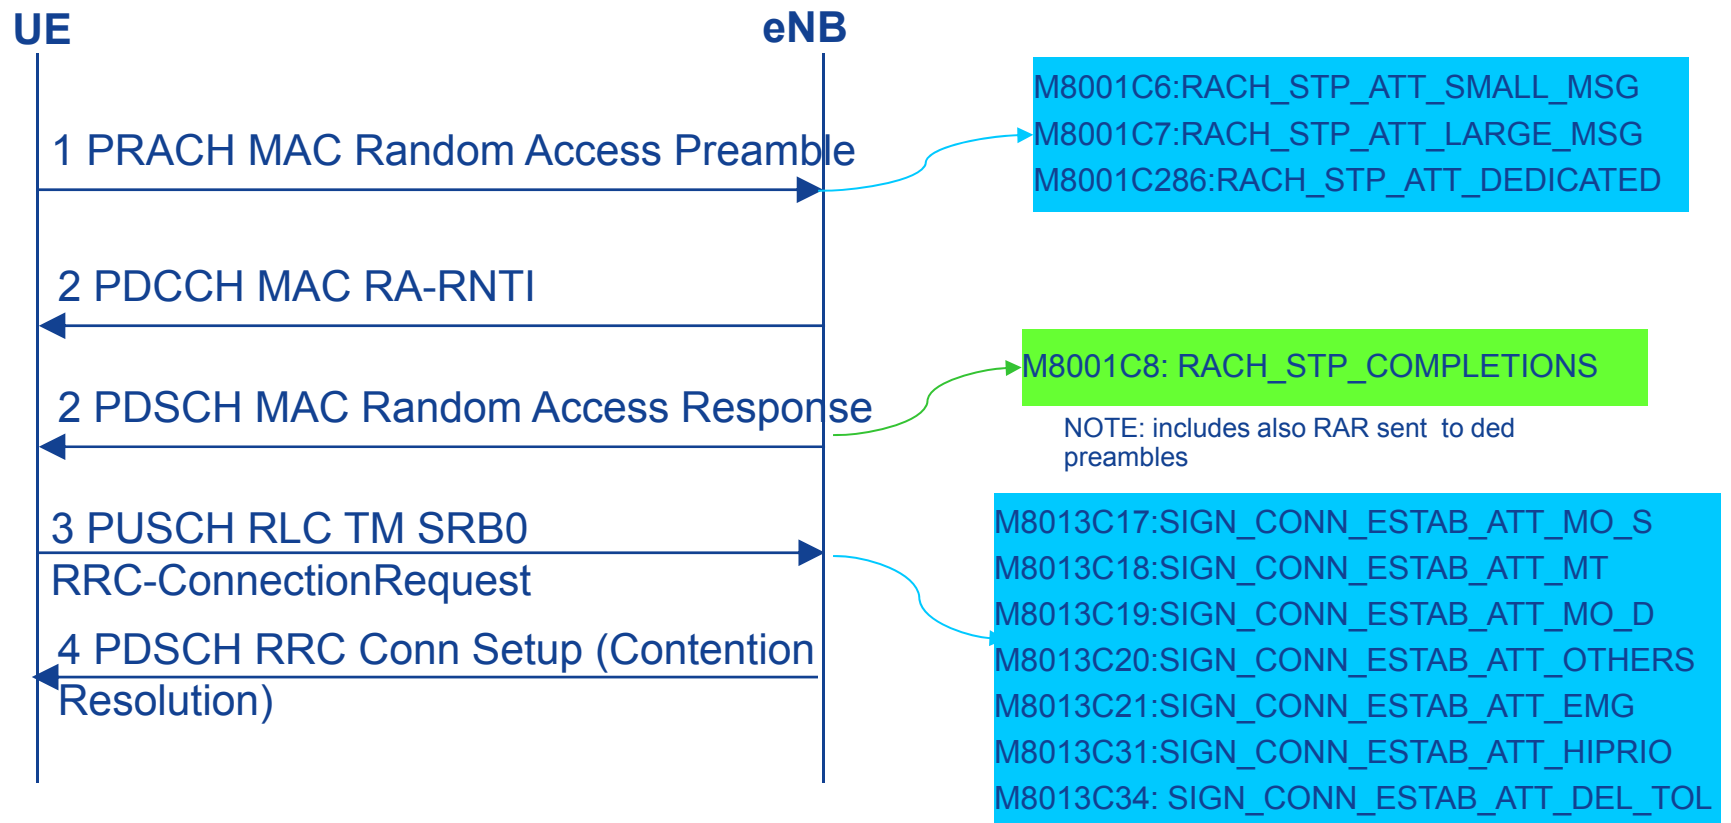 UE
eNB
1 PRACH MAC Random Access Preamble
M8001C6:RACH_STP_ATT_SMALL_MSG
M8001C7:RACH_STP_ATT_LARGE_MSG
M8001C286:RACH_STP_ATT_DEDICATED
2 PDCCH MAC RA-RNTI
2 PDSCH MAC Random Access Response
M8001C8: RACH_STP_COMPLETIONS
NOTE: includes also RAR sent  to ded
preambles
3 PUSCH RLC TM SRB0
RRC-ConnectionRequest
4 PDSCH RRC Conn Setup (Contention
Resolution)
M8013C17:SIGN_CONN_ESTAB_ATT_MO_S
M8013C18:SIGN_CONN_ESTAB_ATT_MT
M8013C19:SIGN_CONN_ESTAB_ATT_MO_D
M8013C20:SIGN_CONN_ESTAB_ATT_OTHERS
M8013C21:SIGN_CONN_ESTAB_ATT_EMG
M8013C31:SIGN_CONN_ESTAB_ATT_HIPRIO
M8013C34: SIGN_CONN_ESTAB_ATT_DEL_TOL